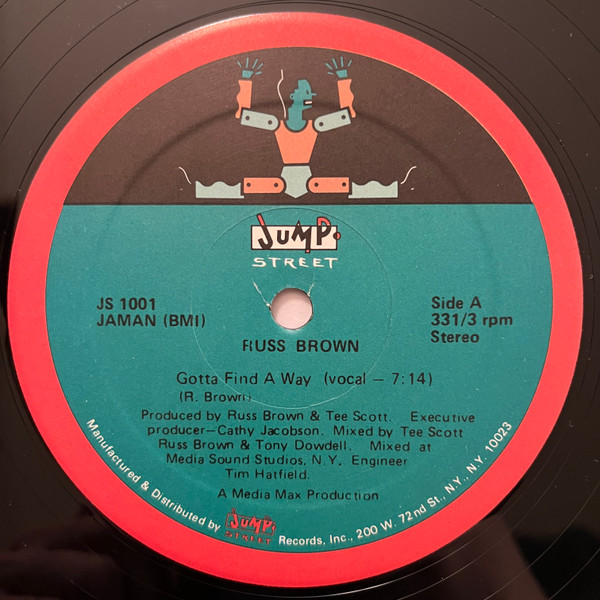 JUMP.
STREET
JS 1001
JAMAN (BMI)
Side A
331/3 rpm
Stereo
RUSS BROWN
Gotta Find A Way (vocal — 7:14)
(R. Brown)
Produced by Russ Brown & Tee Scott. Executive
producer—Cathy Jacobson. Mixed by Tee Scott
Russ Brown & Tony Dowdell. Mixed at
Media Sound Studios, N.Y. Engineer
Tim Hatfield.
A Media Max Production
Manufactured & Distributed by JUMP. STREET Records, Inc., 200 W. 72nd St., N.Y., N.Y. 10023